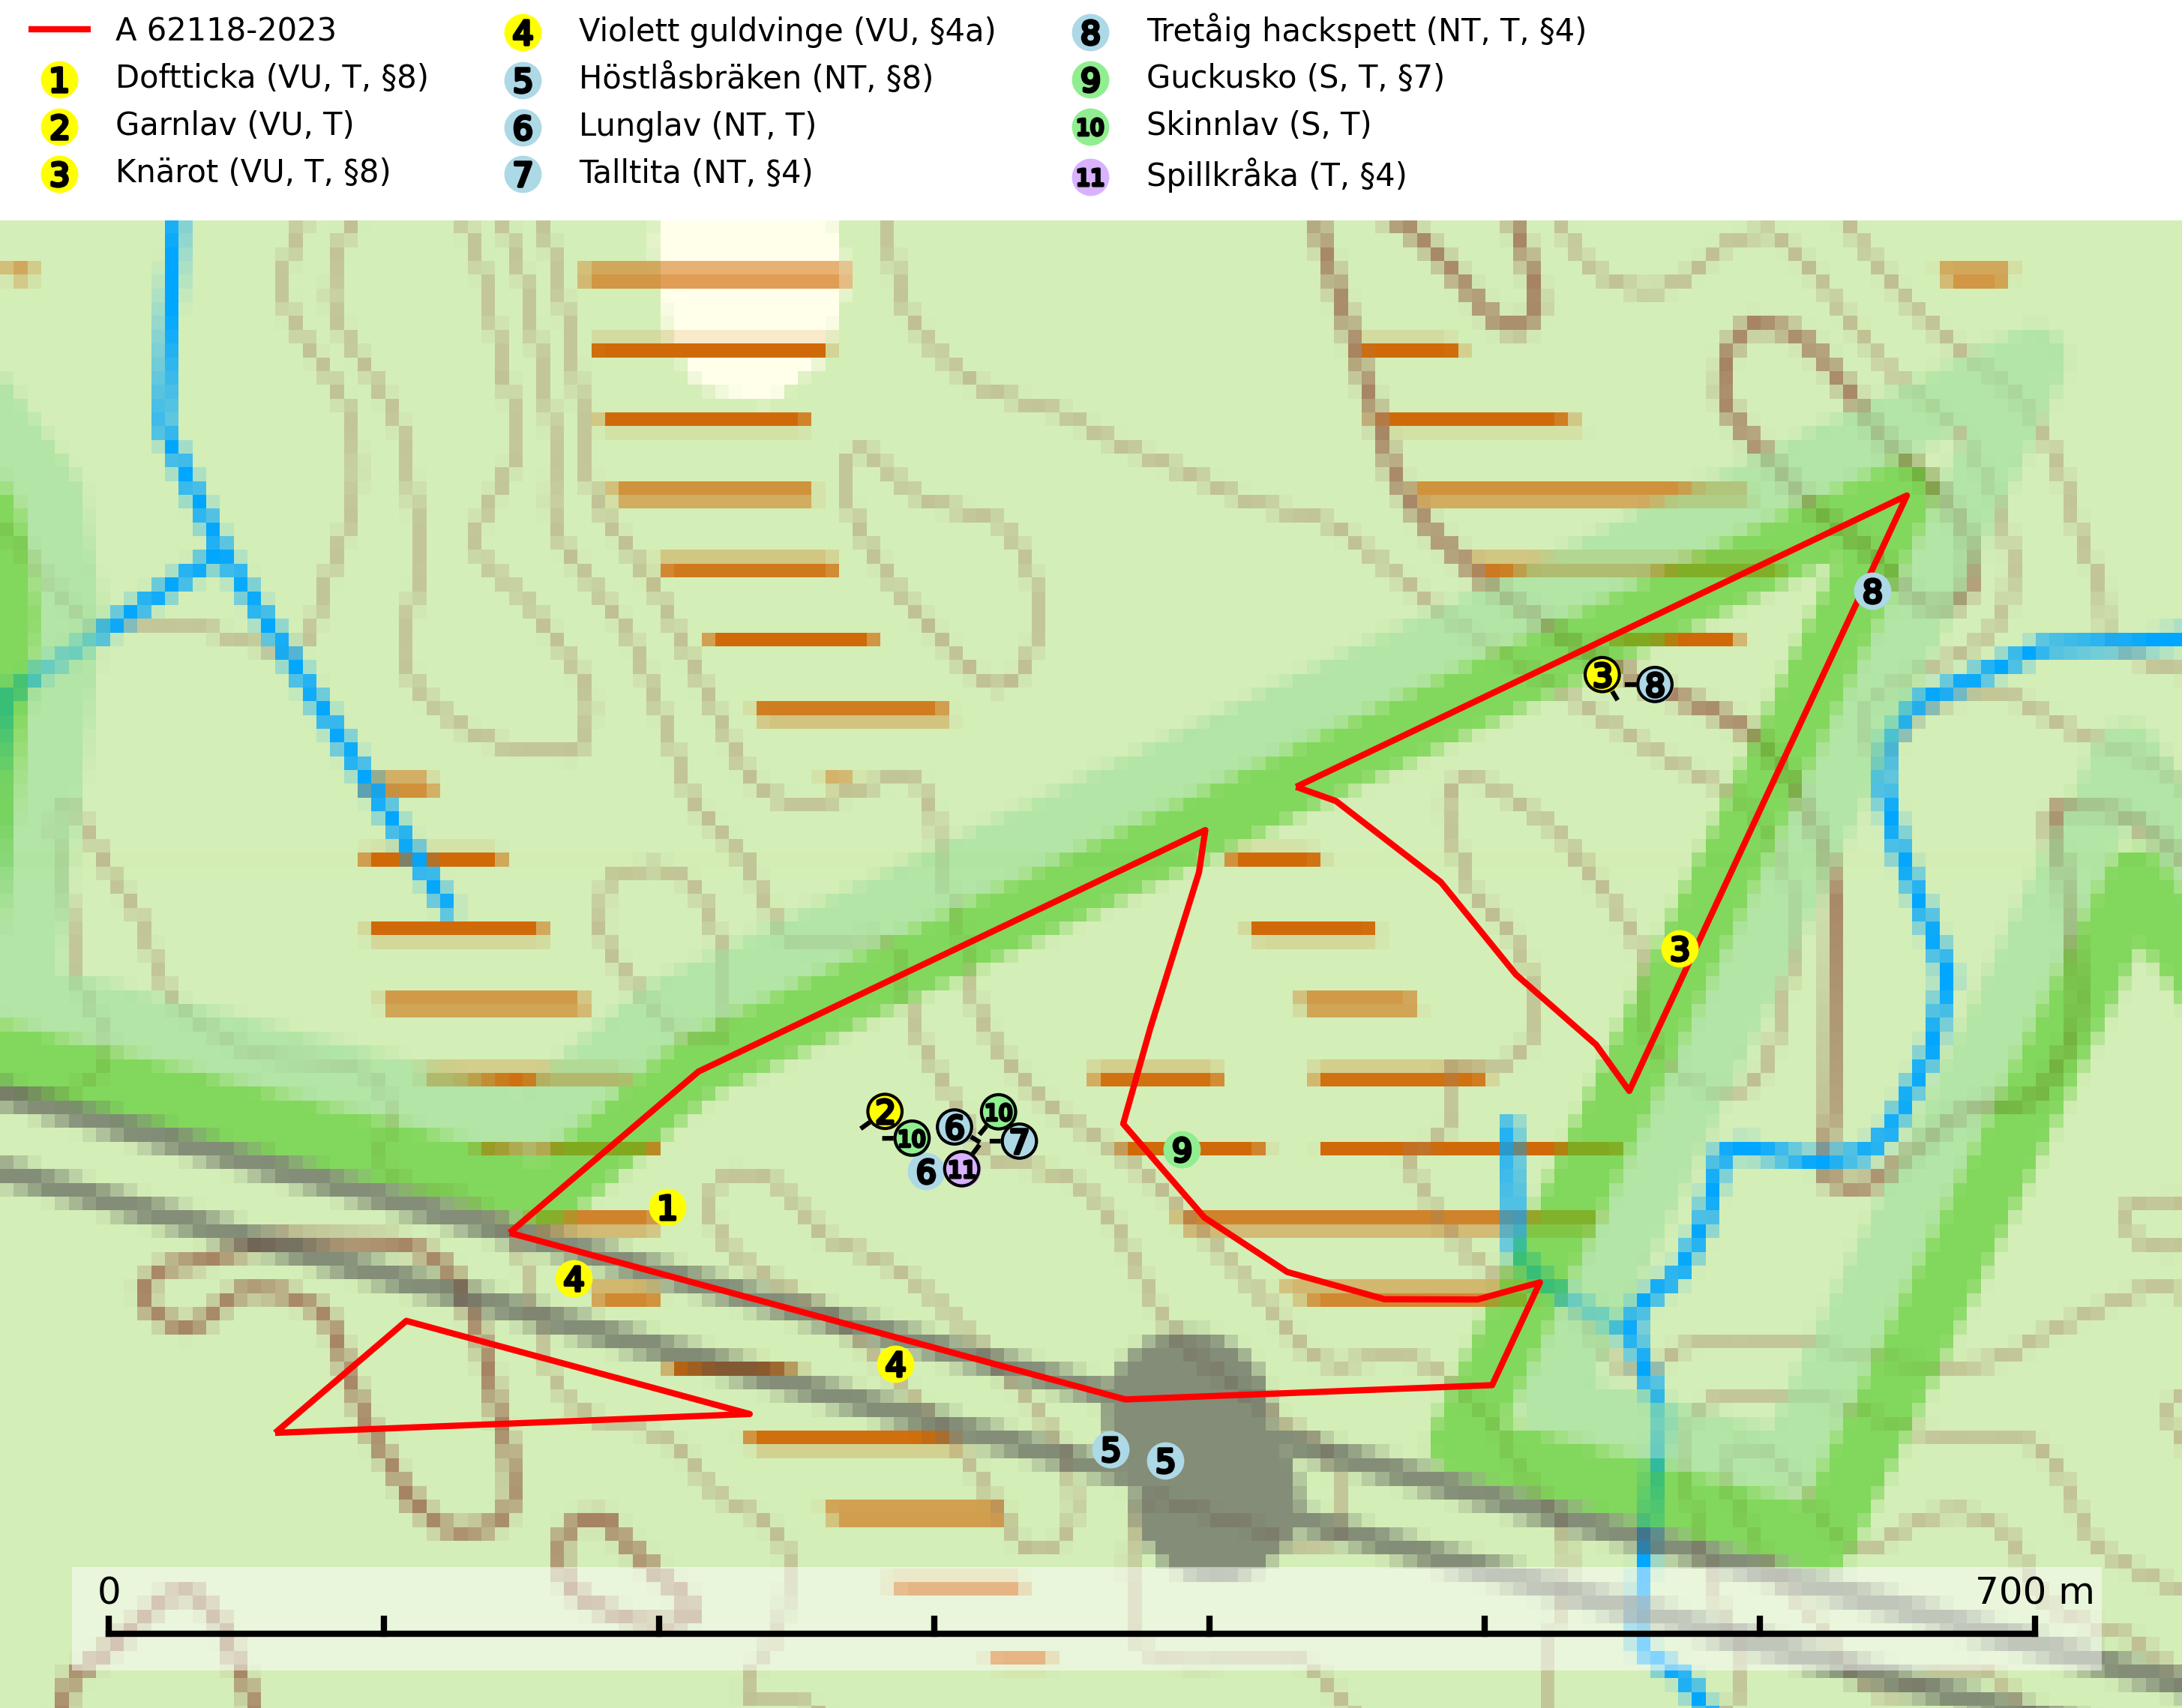 A 62118-2023
1 Doftticka (VU, T, §8)
2 Garnlav (VU, T)
3 Knärot (VU, T, §8)
4 Violett guldvinge (VU, §4a)
5 Höstlåsbräken (NT, §8)
6 Lunglav (NT, T)
7 Talltita (NT, §4)
8 Tretåig hackspett (NT, T, §4)
9 Guckusko (S, T, §7)
10 Skinnlav (S, T)
11 Spillkråka (T, §4)
8
3 8
3
2 10 6 10 7
9
6 11
1
4
4
5 5
0 700 m